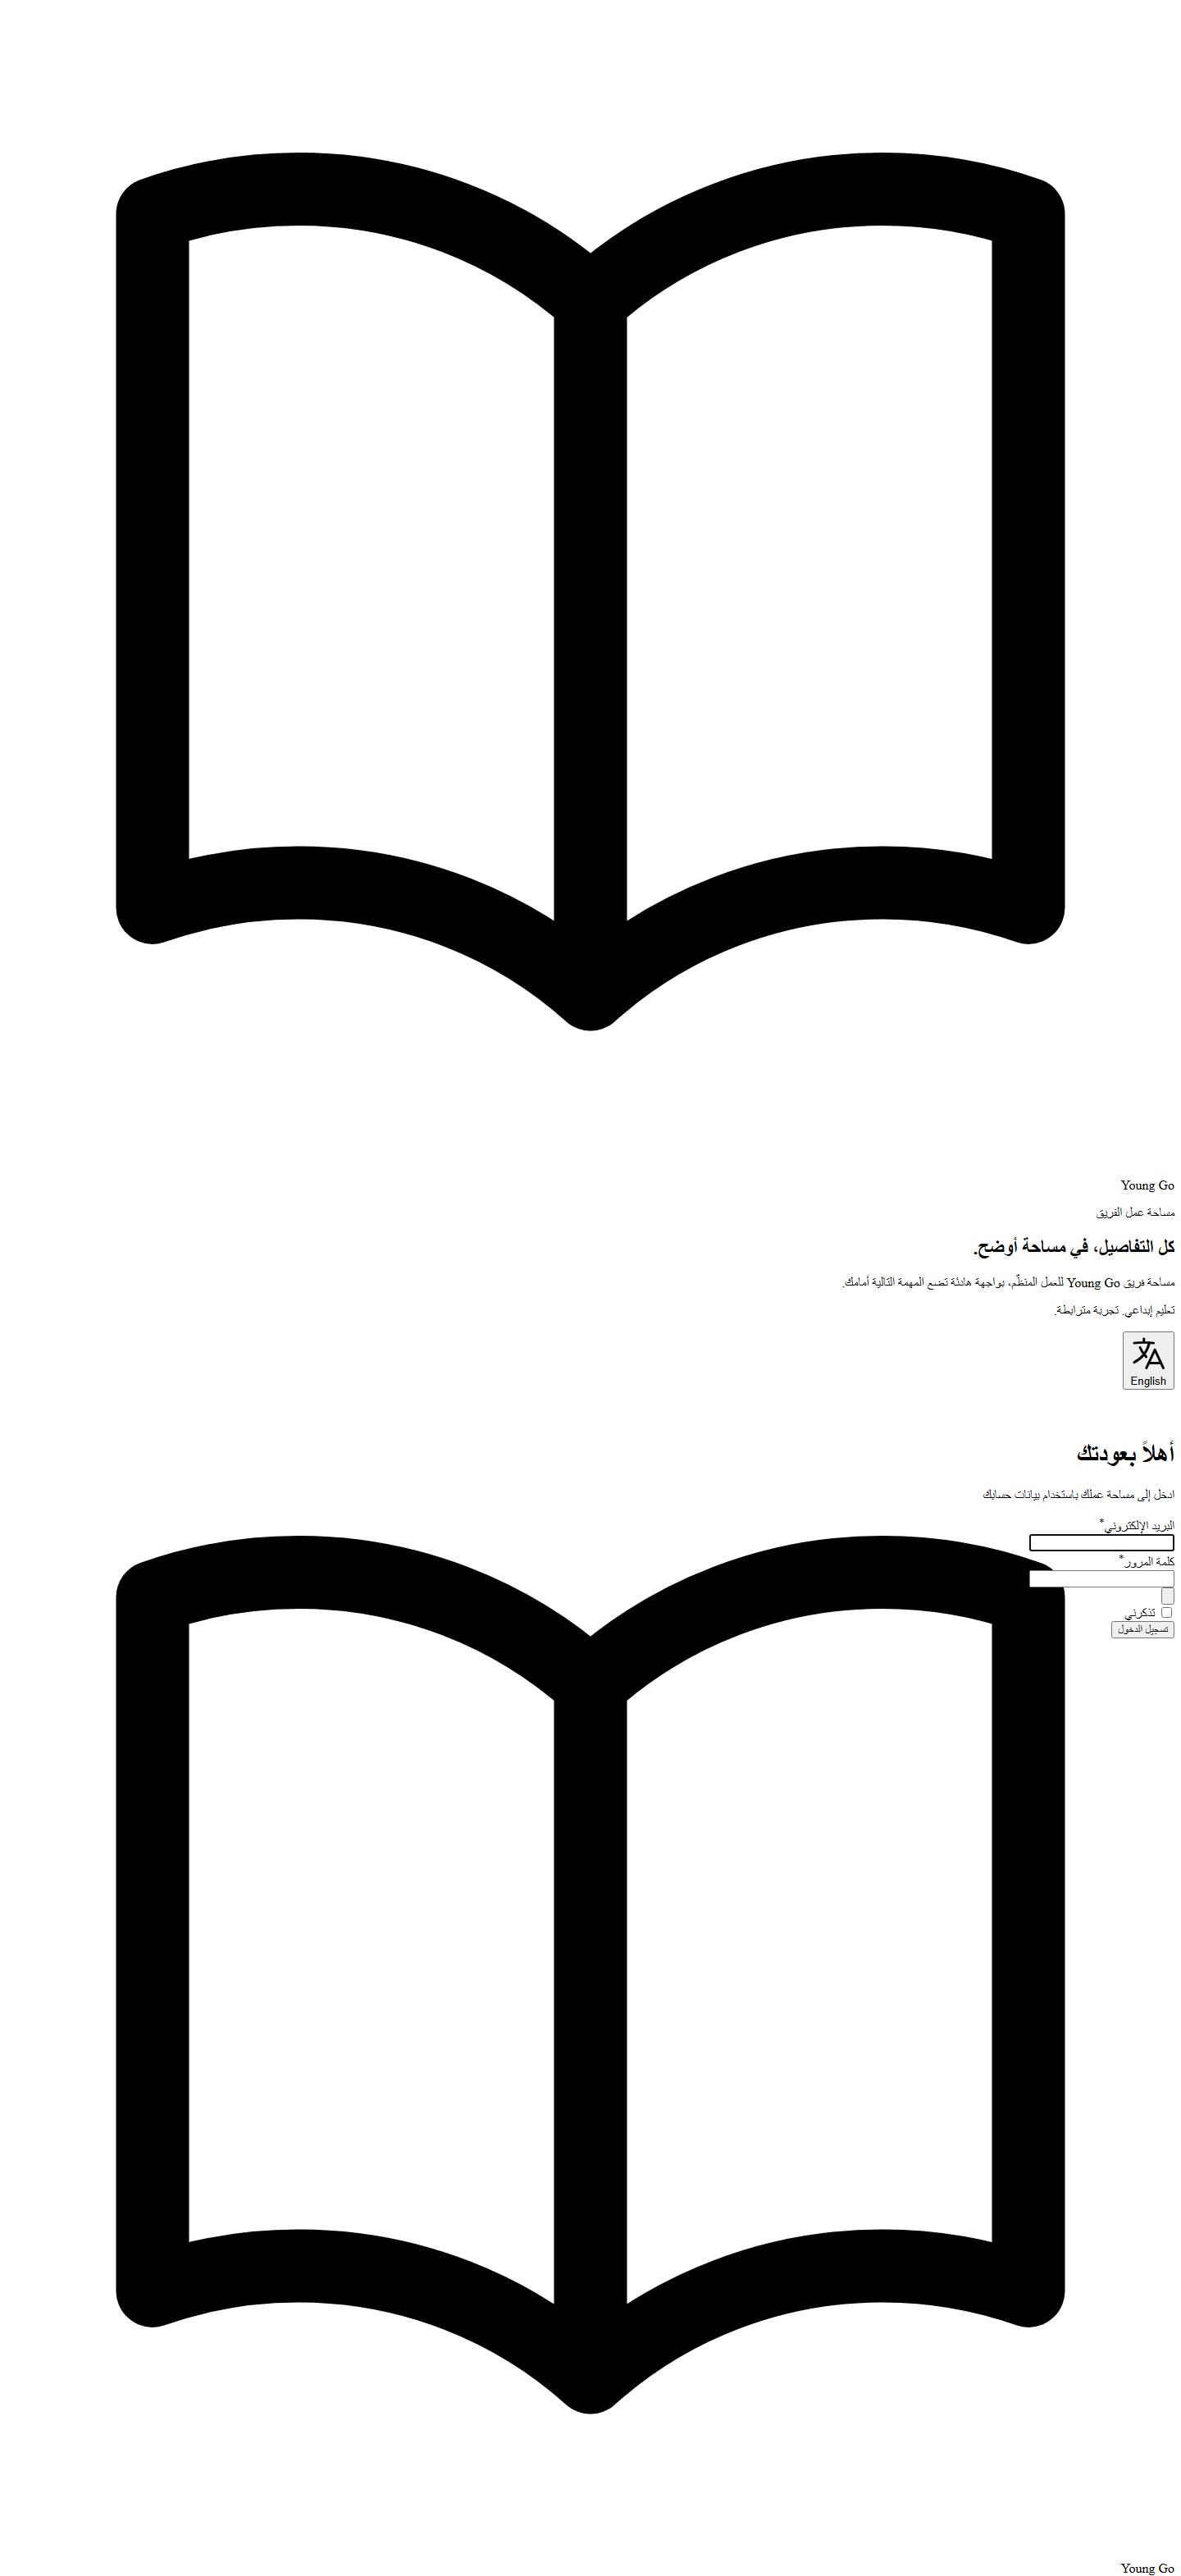 Young Go
مساحة عمل الفريق
كل التفاصيل، في مساحة أوضح.
مساحة فريق Young Go للعمل المنظَّم، بواجهة هادئة تضع المهمة التالية أمامك.
تعليم إبداعي. تجربة مترابطة.
English
أهلاً بعودتك
ادخل إلى مساحة عملك باستخدام بيانات حسابك
البريد الإلكتروني*
كلمة المرور*
تذكرني
تسجيل الدخول
Young Go